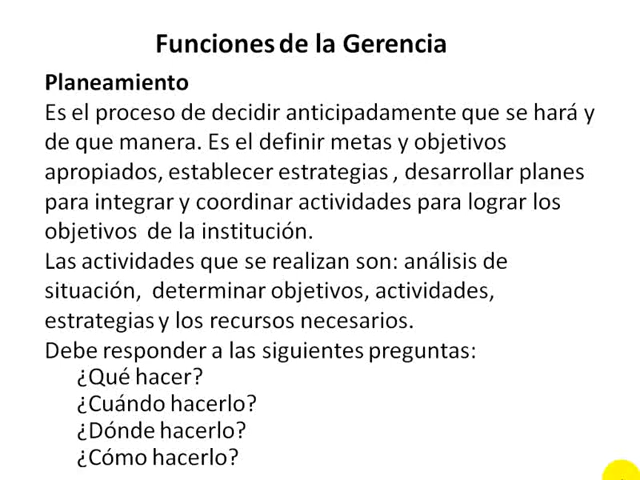 Funciones de la Gerencia
Planeamiento
Es el proceso de decidir anticipadamente que se hará y
de que manera. Es el definir metas y objetivos
apropiados, establecer estrategias , desarrollar planes
para integrar y coordinar actividades para lograr los
objetivos de la institución.
Las actividades que se realizan son: análisis de
situación, determinar objetivos, actividades,
estrategias y los recursos necesarios.
Debe responder a las siguientes preguntas:
¿Qué hacer?
¿Cuándo hacerlo?
¿Dónde hacerlo?
¿Cómo hacerlo?